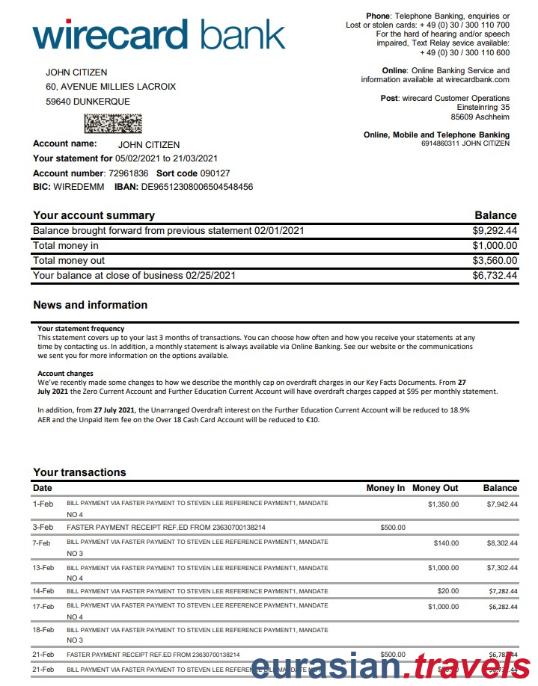 wirecard bank
Phone: Telephone Banking, enquiries or
Lost or stolen cards: + 49 (0) 30 / 300 110 700
For the hard of hearing and/or speech
impaired, Text Relay sevice available:
+ 49 (0) 30 / 300 110 600
Online: Online Banking Service and
information available at wirecardbank.com
Post: wirecard Customer Operations
Einsteinring 35
85609 Aschheim
Online, Mobile and Telephone Banking
6914860311 JOHN CITIZEN
JOHN CITIZEN
60, AVENUE MILLIES LACROIX
59640 DUNKERQUE
Account name: JOHN CITIZEN
Your statement for 05/02/2021 to 21/03/2021
Account number: 72961836 Sort code 090127
BIC: WIREDEMM IBAN: DE96512308006504548456
Your account summary Balance
Balance brought forward from previous statement 02/01/2021 $9,292.44
Total money in $1,000.00
Total money out $3,560.00
Your balance at close of business 02/25/2021 $6,732.44
News and information
Your statement frequency
This statement covers up to your last 3 months of transactions. You can choose how often and how you receive your statements at any
time by contacting us. In addition, a monthly statement is always available via Online Banking. See our website or the communications
we sent you for more information on the options available.
Account changes
We've recently made some changes to how we describe the monthly cap on overdraft charges in our Key Facts Documents. From 27
July 2021 the Zero Current Account and Further Education Current Account will have overdraft charges capped at $95 per monthly statement.
In addition, from 27 July 2021, the Unarranged Overdraft interest on the Further Education Current Account will be reduced to 18.9%
AER and the Unpaid Item fee on the Over 18 Cash Card Account will be reduced to €10.
Your transactions
Date Money In Money Out Balance
1-Feb BILL PAYMENT VIA FASTER PAYMENT TO STEVEN LEE REFERENCE PAYMENT1, MANDATE $1,350.00 $7,942.44
NO 4
3-Feb FASTER PAYMENT RECEIPT REF.ED FROM 23630700138214 $500.00
7-Feb BILL PAYMENT VIA FASTER PAYMENT TO STEVEN LEE REFERENCE PAYMENT1, MANDATE $140.00 $8,302.44
NO 3
13-Feb BILL PAYMENT VIA FASTER PAYMENT TO STEVEN LEE REFERENCE PAYMENT1, MANDATE $1,000.00 $7,302.44
NO 4
14-Feb BILL PAYMENT VIA FASTER PAYMENT TO STEVEN LEE REFERENCE PAYMENT1, MANDATE $20.00 $7,282.44
17-Feb BILL PAYMENT VIA FASTER PAYMENT TO STEVEN LEE REFERENCE PAYMENT1, MANDATE $1,000.00 $6,282.44
NO 4
18-Feb BILL PAYMENT VIA FASTER PAYMENT TO STEVEN LEE REFERENCE PAYMENT1, MANDATE
NO 3
21-Feb FASTER PAYMENT RECEIPT REF.ED FROM 23630700138214 $500.00
21-Feb BILL PAYMENT VIA FASTER PAYMENT TO STEVEN LEE
eurasian.travels